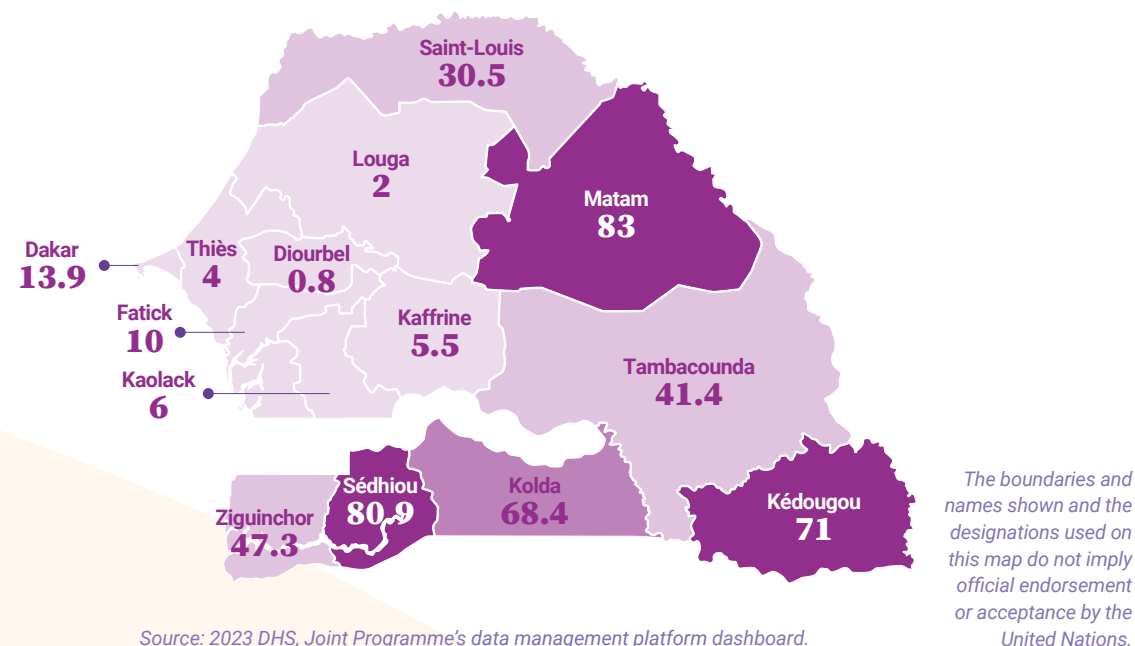 Saint-Louis
30.5
Louga
2
Matam
83
Dakar
13.9
Thiès
4
Diourbel
0.8
Fatick
10
Kaffrine
5.5
Kaolack
6
Tambacounda
41.4
Ziguinchor
47.3
Sédhiou
80.9
Kolda
68.4
Kédougou
71
The boundaries and
names shown and the
designations used on
this map do not imply
official endorsement
or acceptance by the
United Nations.
Source: 2023 DHS, Joint Programme's data management platform dashboard.